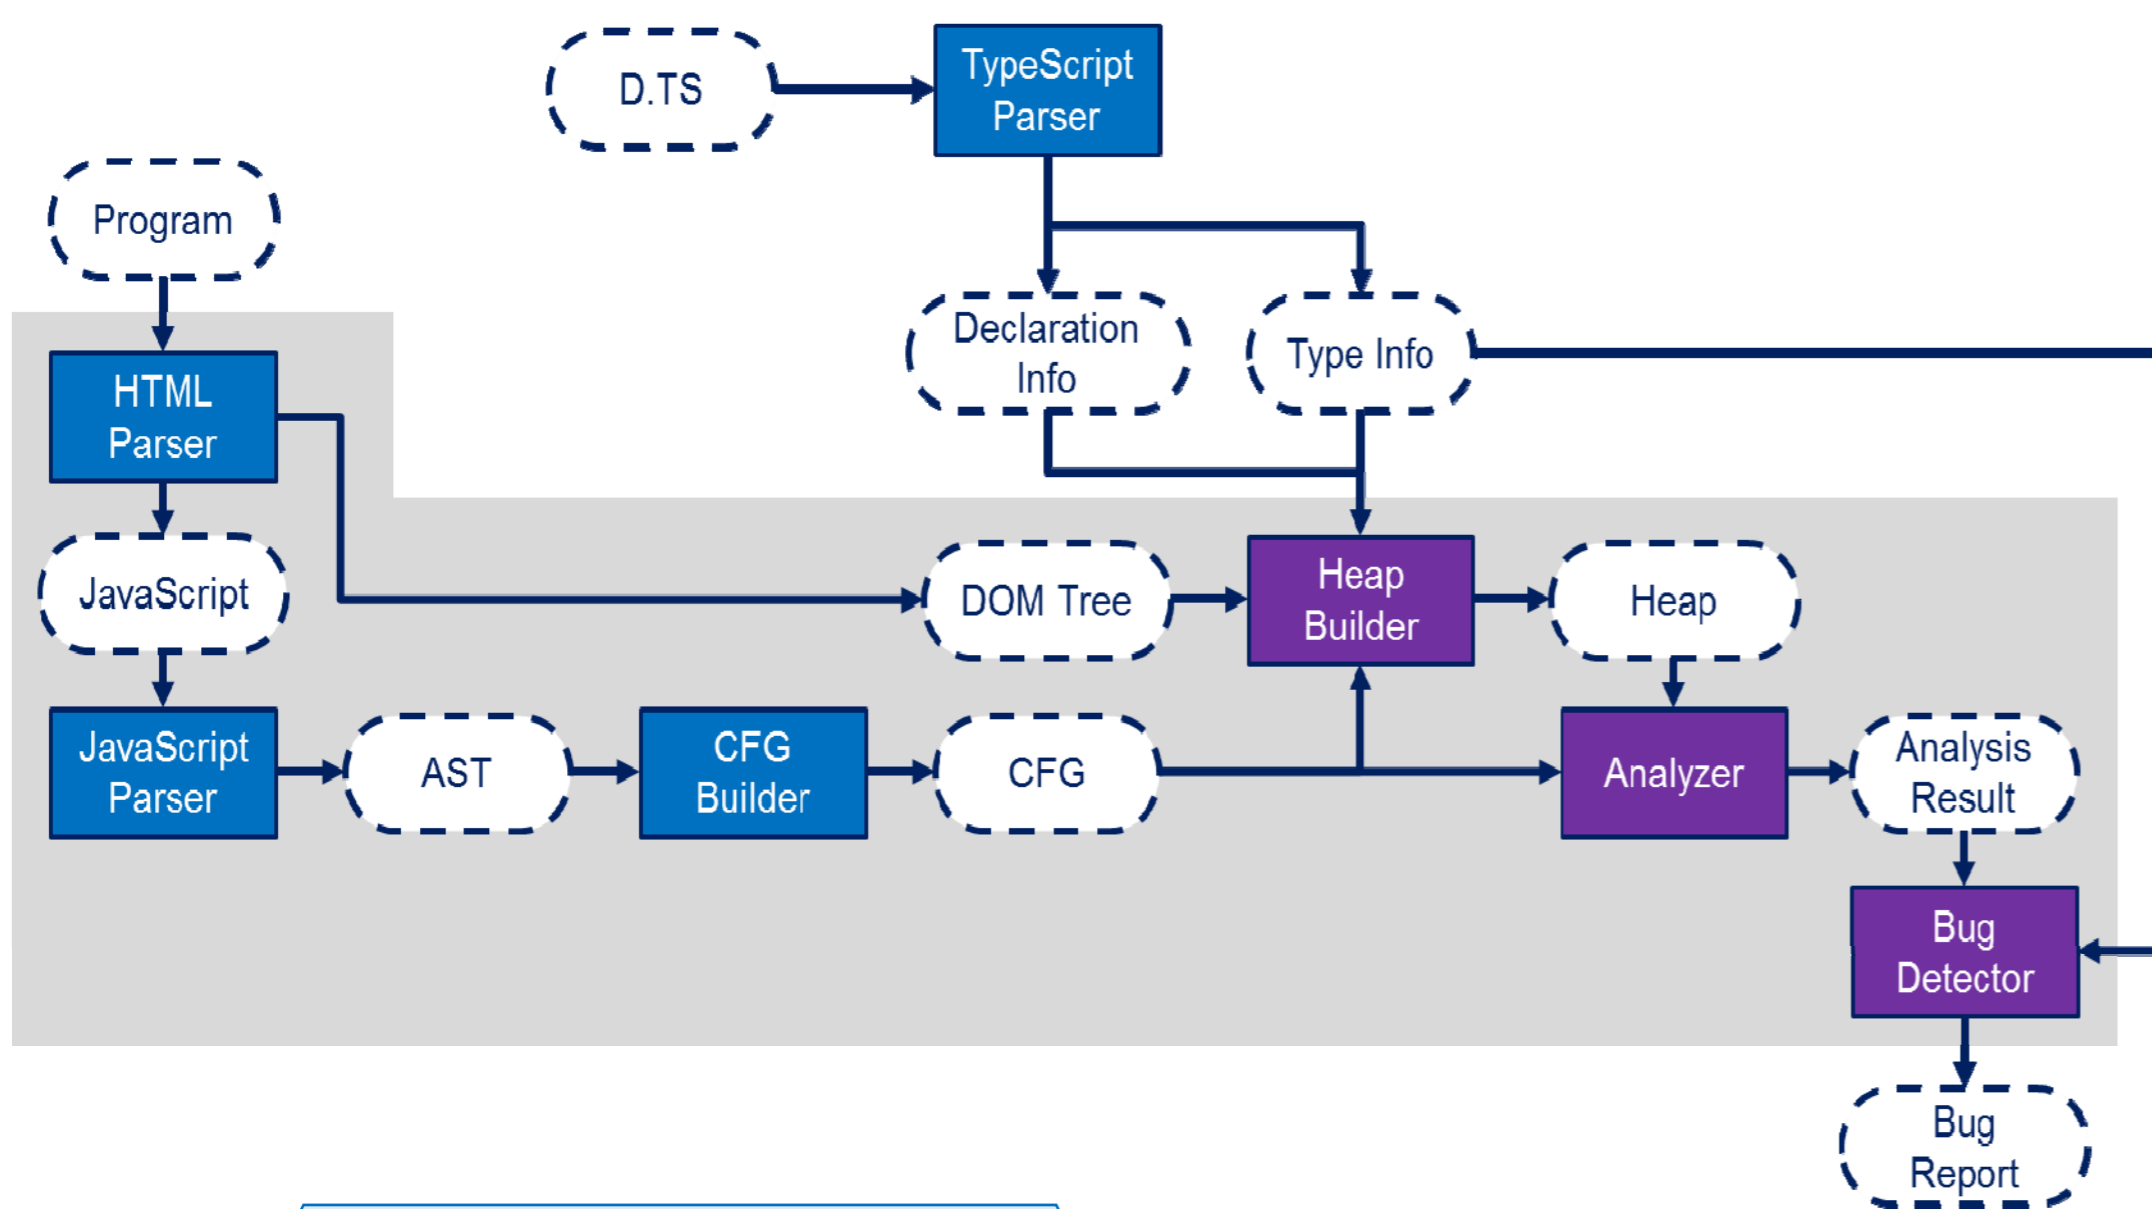 D.TS
TypeScript
Parser
Program
Declaration
Info
Type Info
HTML
Parser
JavaScript
DOM Tree
Heap
Builder
Heap
JavaScript
Parser
AST
CFG
Builder
CFG
Analyzer
Analysis
Result
Bug
Detector
Bug
Report